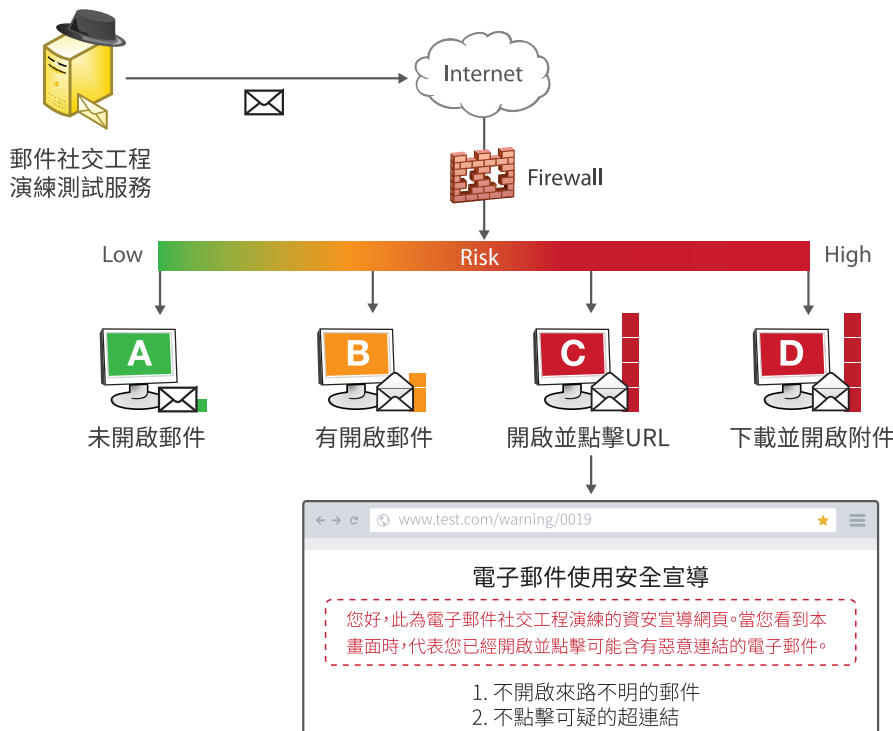 Internet
郵件社交工程
演練測試服務
Firewall
Low
Risk
High
A
B
C
D
未開啟郵件
有開啟郵件
開啟並點擊URL
下載並開啟附件
www.test.com/warning/0019
電子郵件使用安全宣導
您好,此為電子郵件社交工程演練的資安宣導網頁。當您看到本
畫面時,代表您已經開啟並點擊可能含有惡意連結的電子郵件。
1. 不開啟來路不明的郵件
2. 不點擊可疑的超連結